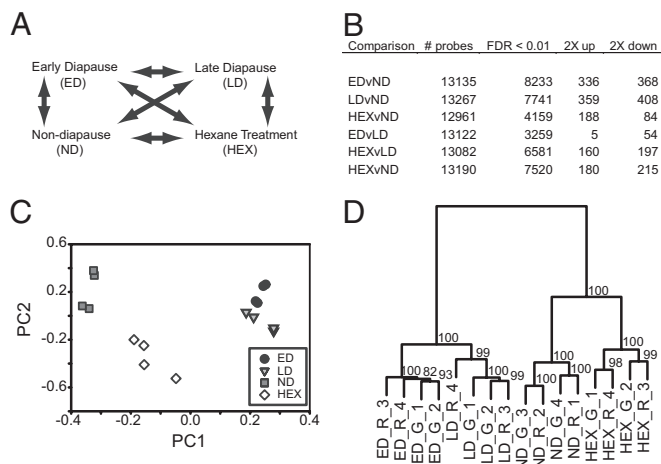 A
Early Diapause
(ED)
Late Diapause
(LD)
Non-diapause
(ND)
Hexane Treatment
(HEX)
B
Comparison # probes FDR < 0.01 2X up 2X down
EDvND 13135 8233 336 368
LDvND 13267 7741 359 408
HEXvND 12961 4159 188 84
EDvLD 13122 3259 5 54
HEXvLD 13082 6581 160 197
HEXvND 13190 7520 180 215
C
0.6
0.2
-0.2
-0.6
PC2
-0.4 -0.2 0.0 0.2 0.4
PC1
ED
LD
ND
HEX
D
100
100
100
99
100
100
100 82 93
99
100
100
98
99
ED_R_3
ED_R_4
ED_G_1
ED_G_2
LD_R_4
LD_G_1
LD_G_2
LD_R_3
ND_G_3
ND_R_2
ND_G_4
ND_R_1
HEX_G_1
HEX_R_4
HEX_G_2
HEX_R_3